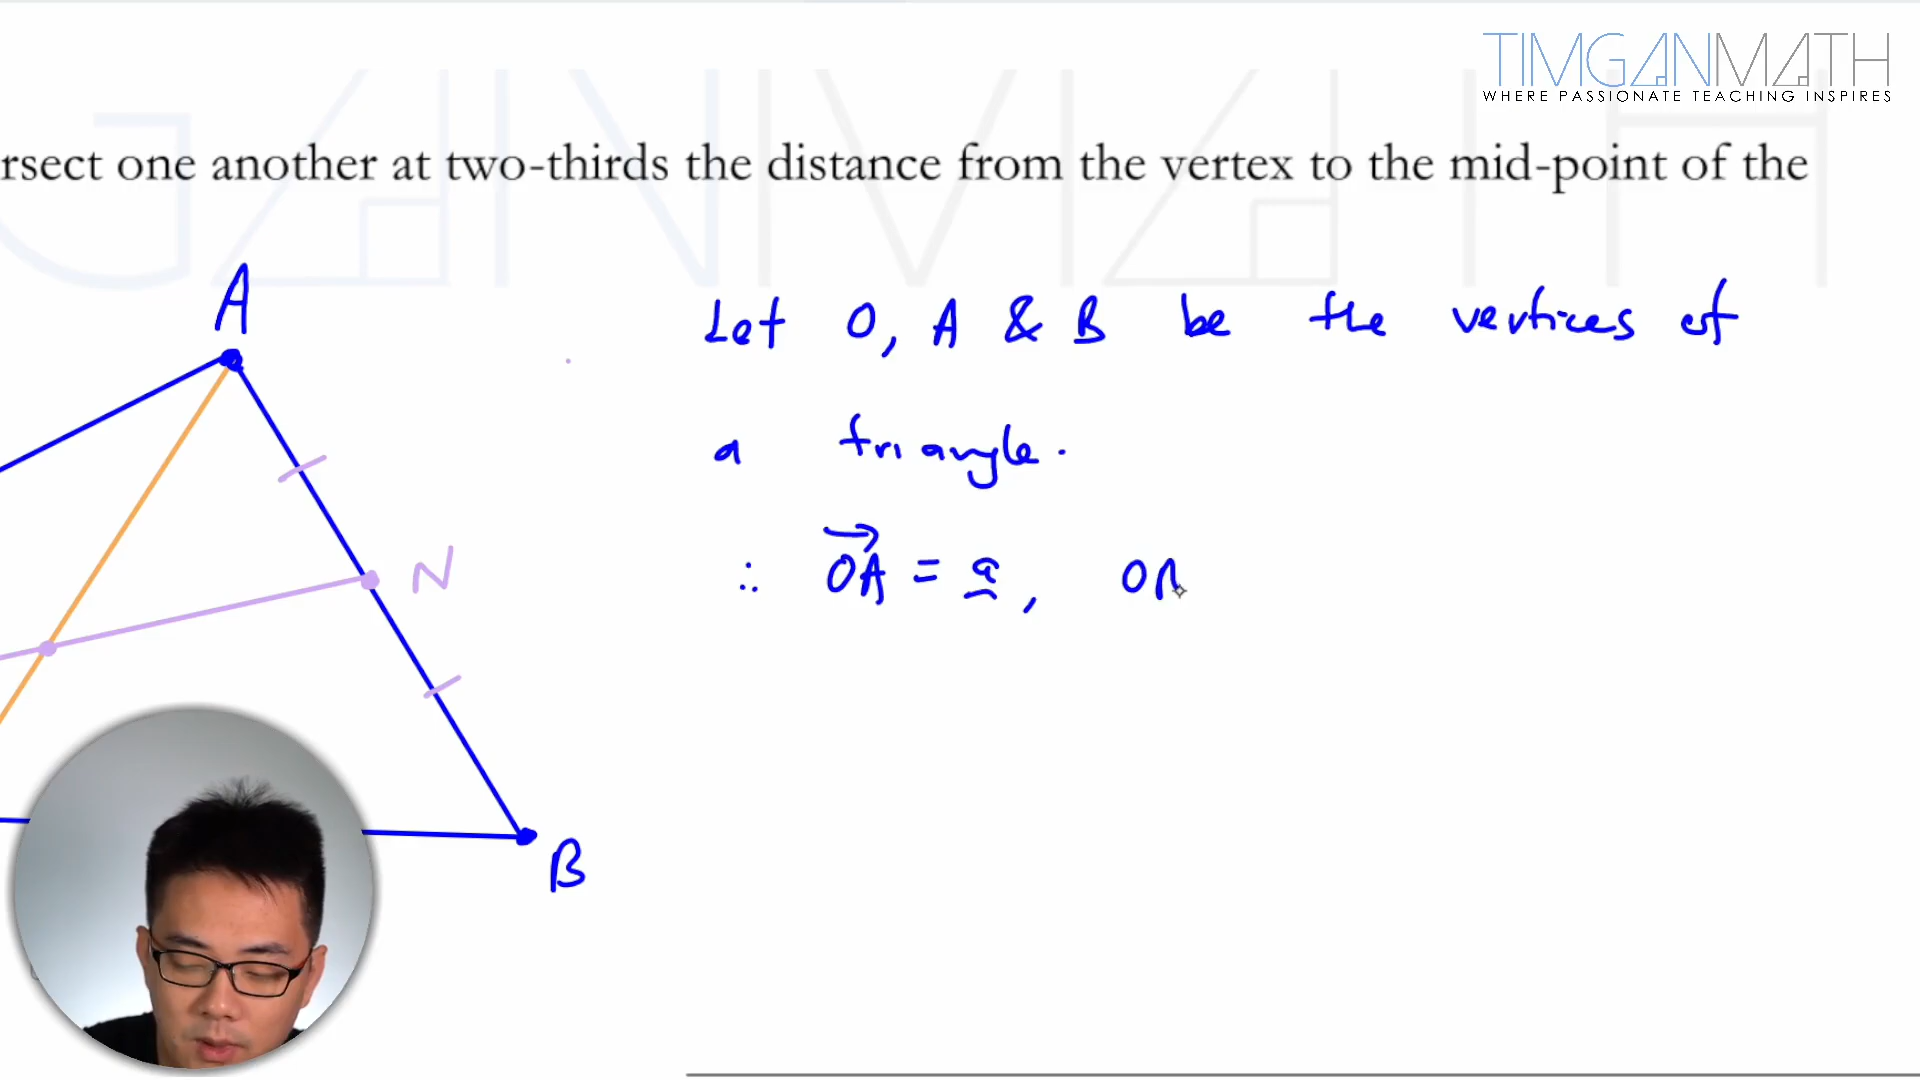 TIMGANMATH
WHERE PASSIONATE TEACHING INSPIRES
rsect one another at two-thirds the distance from the vertex to the mid-point of the
A
Let O, A & B be the vertices of
a triangle.
∴ OA = a, O
N
B